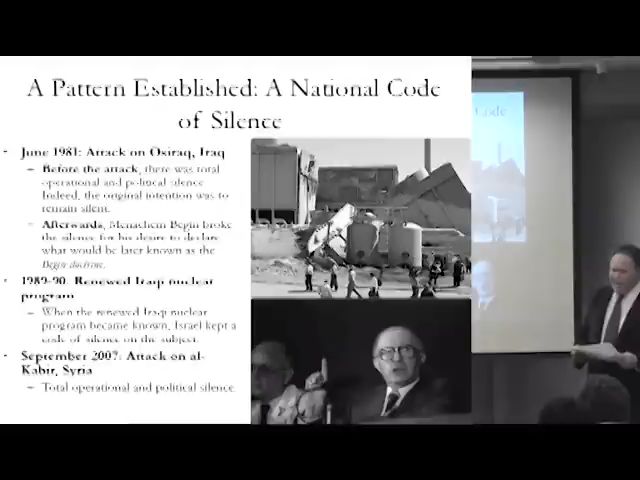 A Pattern Established: A National Code
of Silence
- June 1981: Attack on Osiraq, Iraq
– Before the attack, there was total
operational and political silence
Indeed, the original intention was to
remain silent.
– Afterwards, Menachem Begin broke
the silence for his desire to declare
what would be later known as the
Begin doctrine.
- 1989-90: Renewed Iraqi nuclear
program
– When the renewed Iraqi nuclear
program became known, Israel kept a
code of silence on the subject.
- September 2007: Attack on al-
Kabir, Syria
– Total operational and political silence.
Code